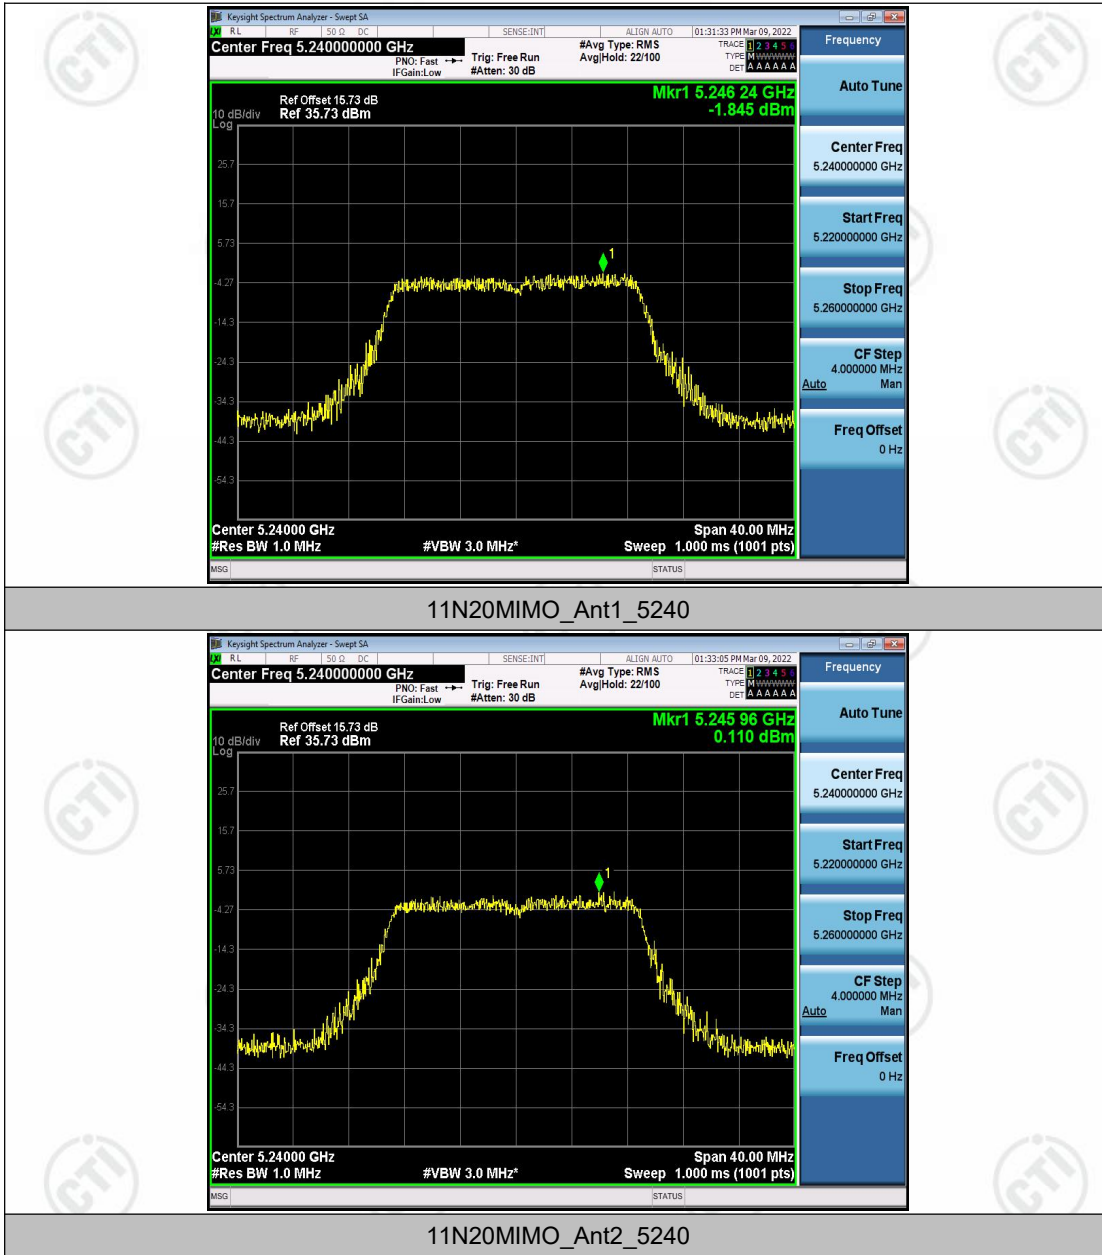 Keysight Spectrum Analyzer - Swept SA
LXI RL RF 50 Ω DC SENSE:INT ALIGN AUTO 01:31:33 PM Mar 09, 2022
Center Freq 5.240000000 GHz
PNO: Fast
IFGain:Low
Trig: Free Run
#Atten: 30 dB
#Avg Type: RMS
Avg|Hold: 22/100
TRACE 1 2 3 4 5 6
TYPE M WWWWW
DET A A A A A A
Mkr1 5.246 24 GHz
-1.845 dBm
Ref Offset 15.73 dB
10 dB/div Ref 35.73 dBm
Log
25.7
15.7
5.73
1
-4.27
-14.3
-24.3
-34.3
-44.3
-54.3
Center 5.24000 GHz Span 40.00 MHz
#Res BW 1.0 MHz #VBW 3.0 MHz* Sweep 1.000 ms (1001 pts)
MSG STATUS
Frequency
Auto Tune
Center Freq
5.240000000 GHz
Start Freq
5.220000000 GHz
Stop Freq
5.260000000 GHz
CF Step
4.000000 MHz
Auto Man
Freq Offset
0 Hz
11N20MIMO_Ant1_5240
Keysight Spectrum Analyzer - Swept SA
LXI RL RF 50 Ω DC SENSE:INT ALIGN AUTO 01:33:05 PM Mar 09, 2022
Center Freq 5.240000000 GHz
PNO: Fast
IFGain:Low
Trig: Free Run
#Atten: 30 dB
#Avg Type: RMS
Avg|Hold: 22/100
TRACE 1 2 3 4 5 6
TYPE M WWWWW
DET A A A A A A
Mkr1 5.245 96 GHz
0.110 dBm
Ref Offset 15.73 dB
10 dB/div Ref 35.73 dBm
Log
25.7
15.7
5.73
1
-4.27
-14.3
-24.3
-34.3
-44.3
-54.3
Center 5.24000 GHz Span 40.00 MHz
#Res BW 1.0 MHz #VBW 3.0 MHz* Sweep 1.000 ms (1001 pts)
MSG STATUS
Frequency
Auto Tune
Center Freq
5.240000000 GHz
Start Freq
5.220000000 GHz
Stop Freq
5.260000000 GHz
CF Step
4.000000 MHz
Auto Man
Freq Offset
0 Hz
11N20MIMO_Ant2_5240
CTI
CTI
CTI
CTI
CTI
CTI
CTI
CTI